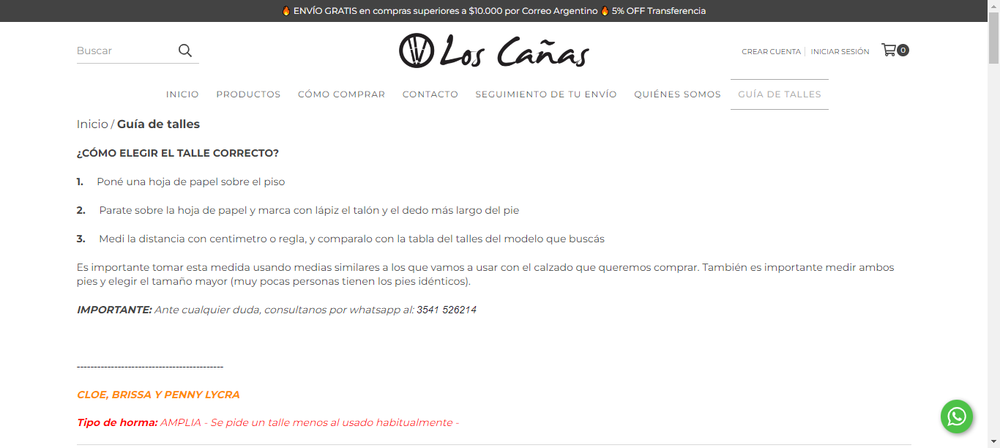 🔥 ENVÍO GRATIS en compras superiores a $10.000 por Correo Argentino 🔥 5% OFF Transferencia
Buscar
Los Cañas
CREAR CUENTA | INICIAR SESIÓN
0
INICIO PRODUCTOS CÓMO COMPRAR CONTACTO SEGUIMIENTO DE TU ENVÍO QUIÉNES SOMOS GUÍA DE TALLES
Inicio / Guía de talles
¿CÓMO ELEGIR EL TALLE CORRECTO?
1. Poné una hoja de papel sobre el piso
2. Parate sobre la hoja de papel y marca con lápiz el talón y el dedo más largo del pie
3. Medi la distancia con centimetro o regla, y comparalo con la tabla del talles del modelo que buscás
Es importante tomar esta medida usando medias similares a los que vamos a usar con el calzado que queremos comprar. También es importante medir ambos
pies y elegir el tamaño mayor (muy pocas personas tienen los pies idénticos).
IMPORTANTE: Ante cualquier duda, consultanos por whatsapp al: 3541 526214
-------------------------------------------
CLOE, BRISSA Y PENNY LYCRA
Tipo de horma: AMPLIA - Se pide un talle menos al usado habitualmente -